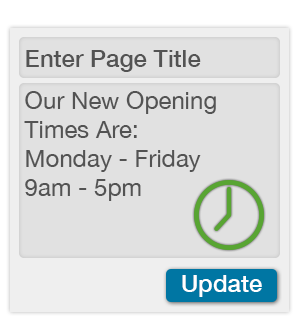 Enter Page Title
Our New Opening
Times Are:
Monday - Friday
9am - 5pm
Update